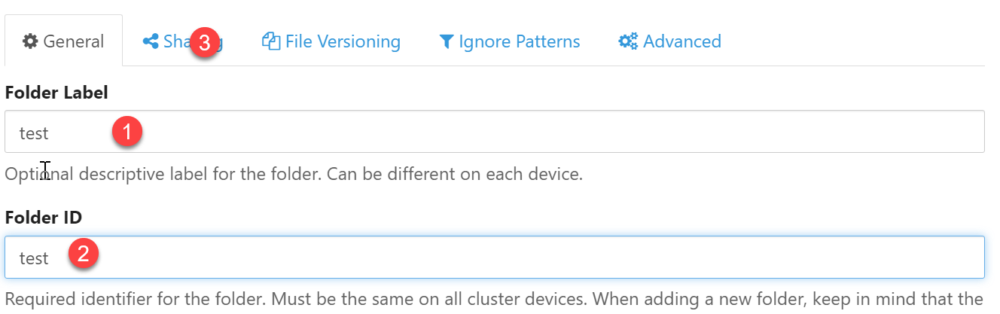 General Sha 3 g File Versioning Ignore Patterns Advanced
Folder Label
test 1
Optional descriptive label for the folder. Can be different on each device.
Folder ID
test 2
Required identifier for the folder. Must be the same on all cluster devices. When adding a new folder, keep in mind that the